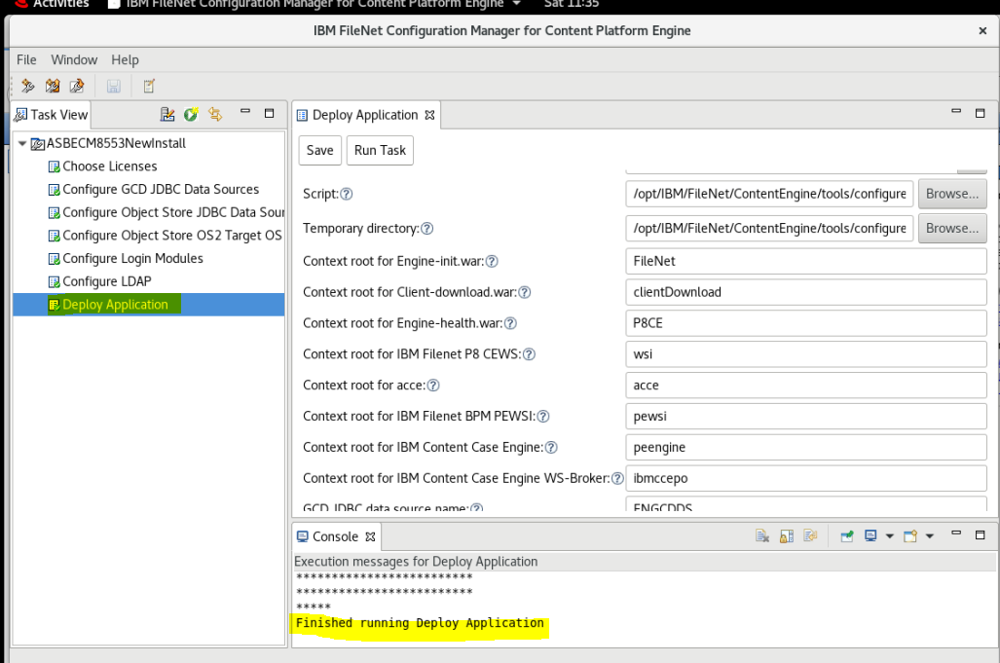 Activities IBM FileNet Configuration Manager for Content Platform Engine Sat 11:35
IBM FileNet Configuration Manager for Content Platform Engine
File Window Help
Task View
ASBECM8553NewInstall
Choose Licenses
Configure GCD JDBC Data Sources
Configure Object Store JDBC Data Sour
Configure Object Store OS2 Target OS
Configure Login Modules
Configure LDAP
Deploy Application
Deploy Application
Save Run Task
Script: /opt/IBM/FileNet/ContentEngine/tools/configure Browse...
Temporary directory: /opt/IBM/FileNet/ContentEngine/tools/configure Browse...
Context root for Engine-init.war: FileNet
Context root for Client-download.war: clientDownload
Context root for Engine-health.war: P8CE
Context root for IBM Filenet P8 CEWS: wsi
Context root for acce: acce
Context root for IBM Filenet BPM PEWSI: pewsi
Context root for IBM Content Case Engine: peengine
Context root for IBM Content Case Engine WS-Broker: ibmccepo
GCD JDBC data source name: FNGCDDS
Console
Execution messages for Deploy Application
*************************
*************************
*****
Finished running Deploy Application